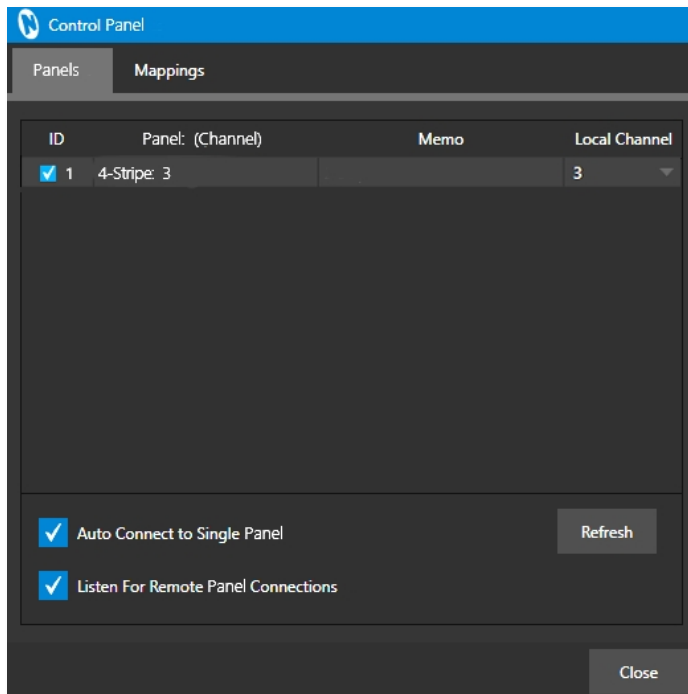 Control Panel
Panels Mappings
ID Panel: (Channel) Memo Local Channel
1 4-Stripe: 3 3
Auto Connect to Single Panel Refresh
Listen For Remote Panel Connections
Close